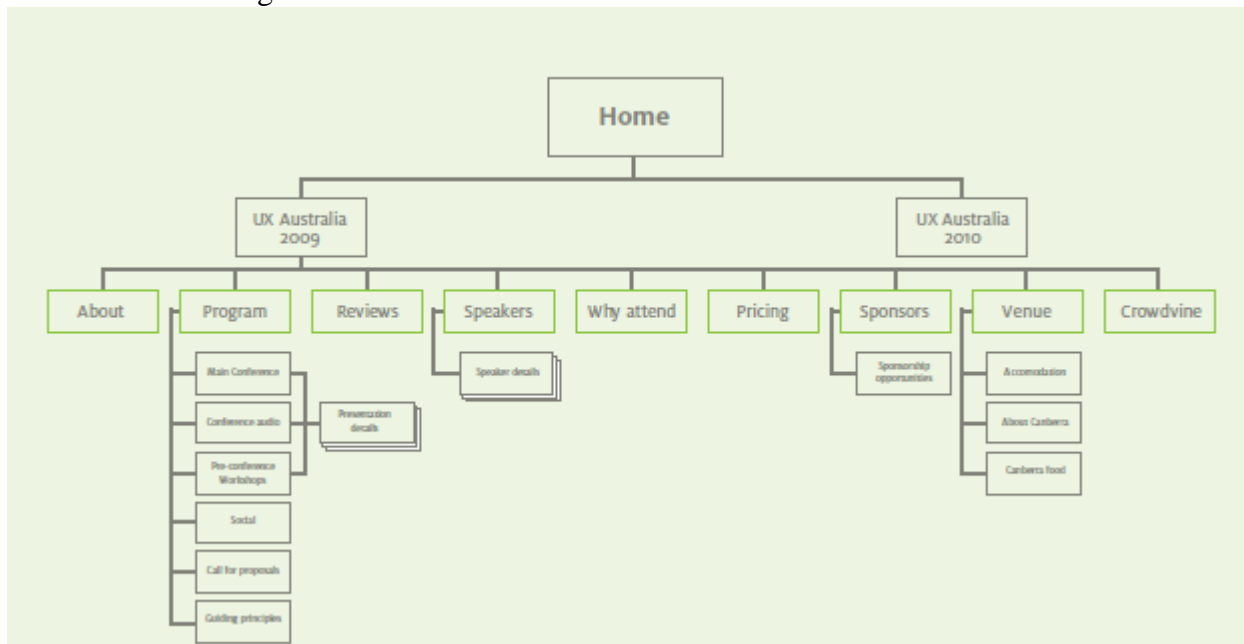 Home
UX Australia
2009
UX Australia
2010
About
Program
Reviews
Speakers
Why attend
Pricing
Sponsors
Venue
Crowdvine
Main Conference
Conference audio
Pre-conference
Workshops
Social
Call for proposals
Guiding principles
Presentation
details
Speaker details
Sponsorship
opportunities
Accomodation
About Canberra
Canberra food